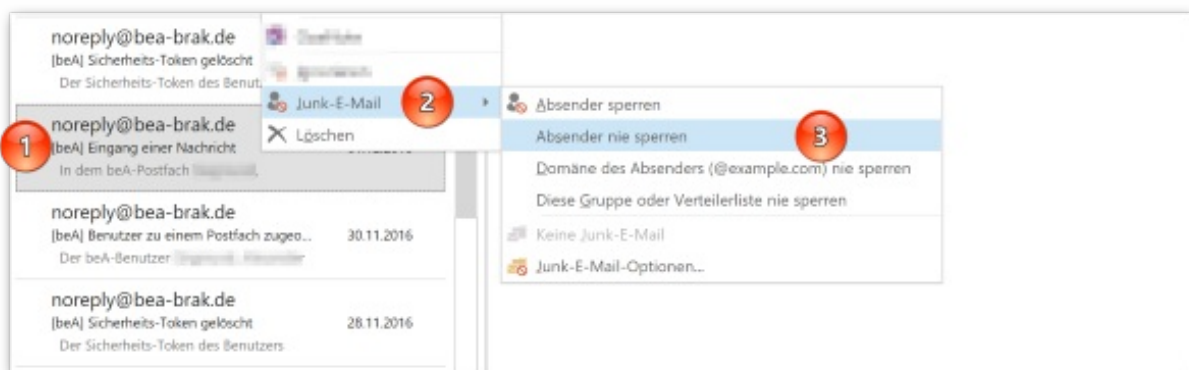 noreply@bea-brak.de
[beA] Sicherheits-Token gelöscht
Der Sicherheits-Token des Benut
noreply@bea-brak.de
[beA] Eingang einer Nachricht
In dem beA-Postfach
noreply@bea-brak.de
[beA] Benutzer zu einem Postfach zugeo... 30.11.2016
Der beA-Benutzer
noreply@bea-brak.de
[beA] Sicherheits-Token gelöscht 28.11.2016
Der Sicherheits-Token des Benutzers
1
Junk-E-Mail 2
Löschen
Absender sperren
Absender nie sperren 3
Domäne des Absenders (@example.com) nie sperren
Diese Gruppe oder Verteilerliste nie sperren
Keine Junk-E-Mail
Junk-E-Mail-Optionen...